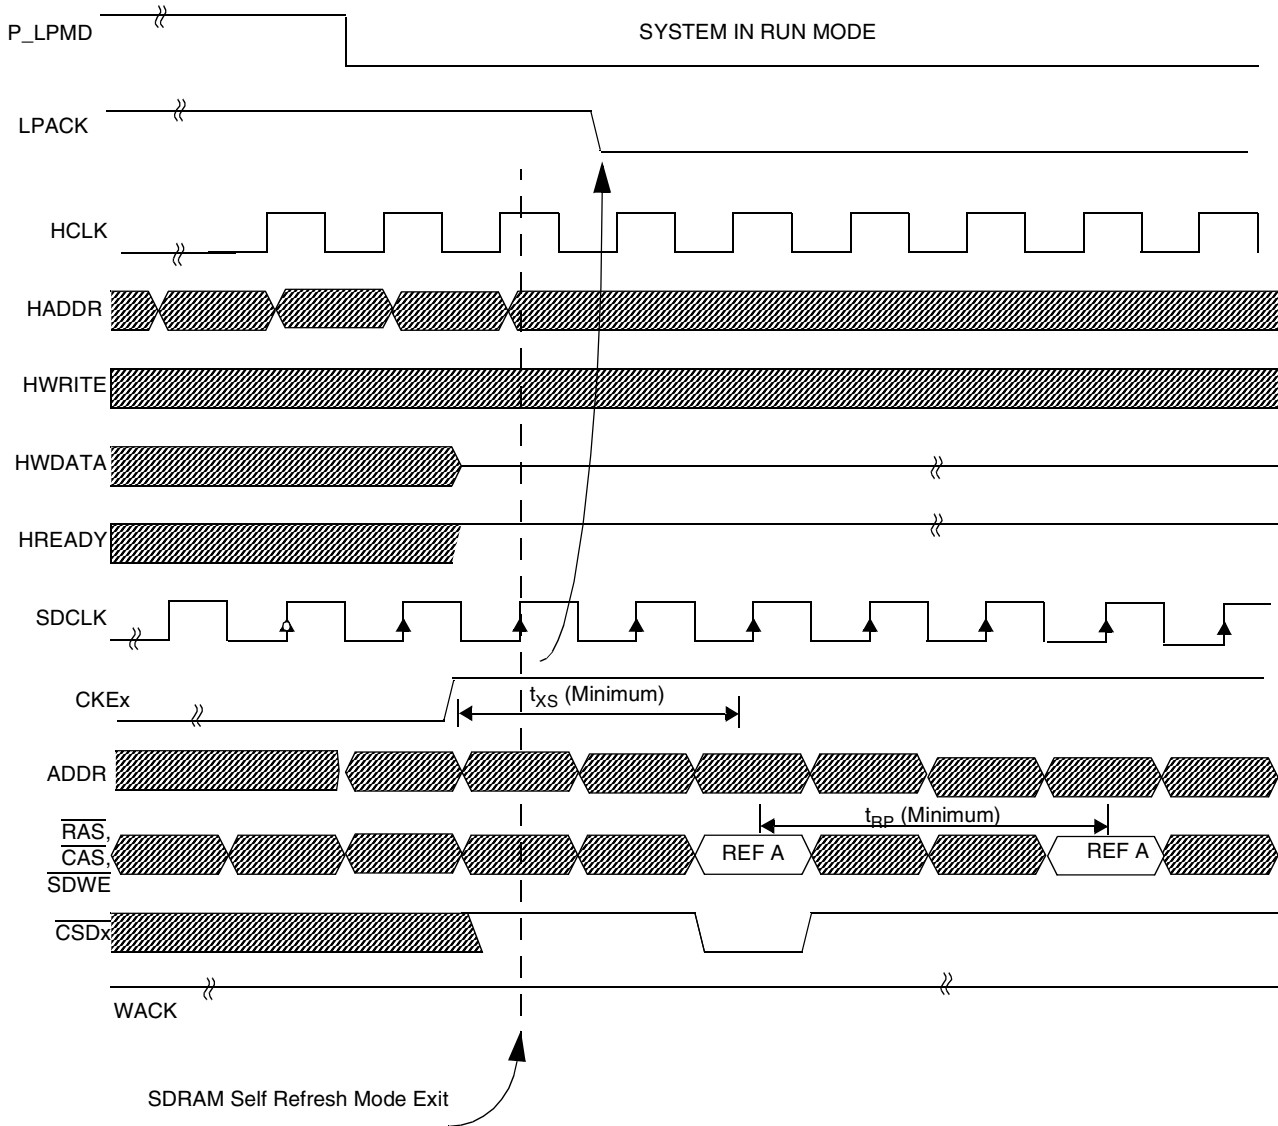 P_LPMD
SYSTEM IN RUN MODE
LPACK
HCLK
HADDR
HWRITE
HWDATA
HREADY
SDCLK
CKEx
tXS (Minimum)
ADDR
tRP (Minimum)
RAS,
CAS,
SDWE
REF A
REF A
CSDx
WACK
SDRAM Self Refresh Mode Exit